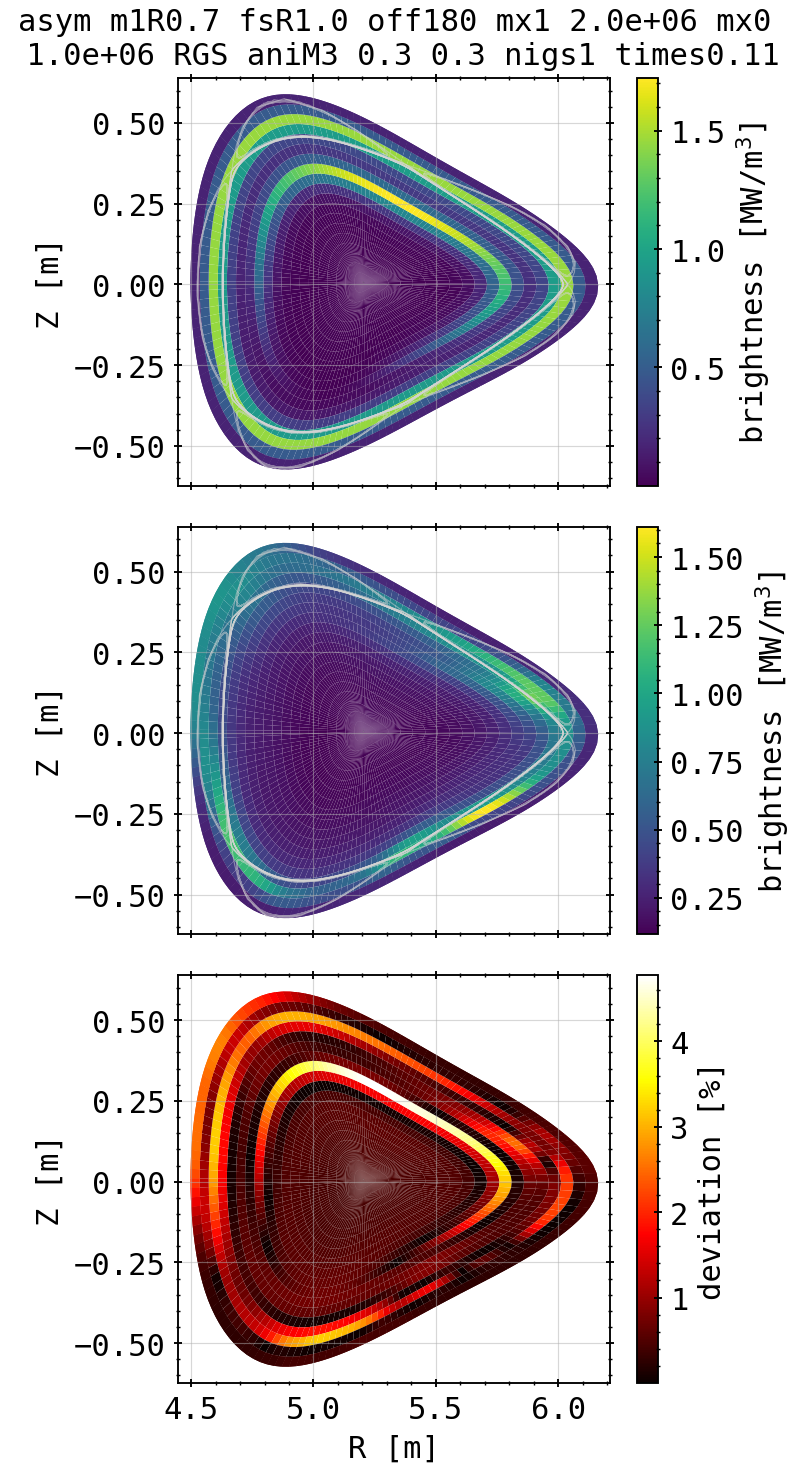 asym m1R0.7 fsR1.0 off180 mx1 2.0e+06 mx0
1.0e+06 RGS aniM3 0.3 0.3 nigs1 times0.11
0.50
0.25
0.00
−0.25
−0.50
Z [m]
1.5
1.0
0.5
brightness [MW/m³]
0.50
0.25
0.00
−0.25
−0.50
Z [m]
1.50
1.25
1.00
0.75
0.50
0.25
brightness [MW/m³]
0.50
0.25
0.00
−0.25
−0.50
Z [m]
4
3
2
1
deviation [%]
4.5 5.0 5.5 6.0
R [m]